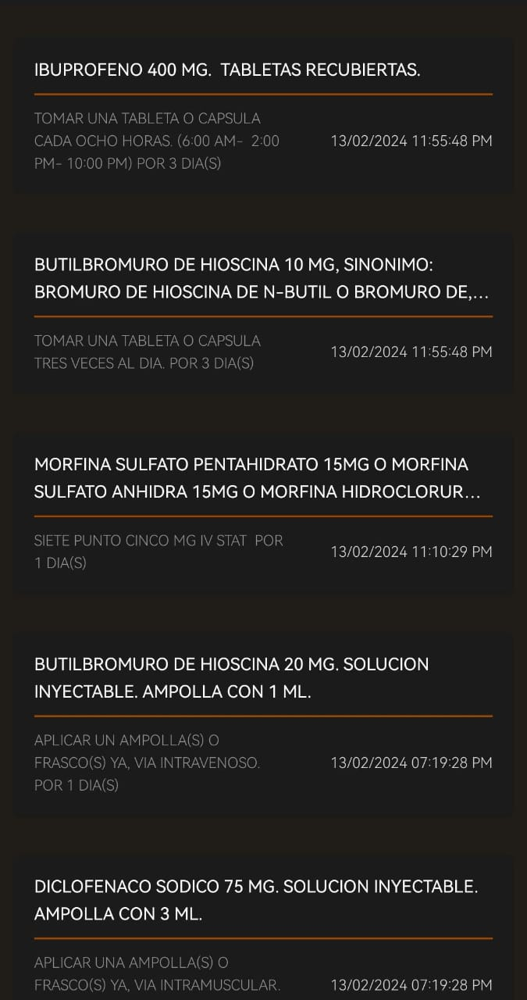 IBUPROFENO 400 MG.  TABLETAS RECUBIERTAS.
TOMAR UNA TABLETA O CAPSULA
CADA OCHO HORAS. (6:00 AM-  2:00
PM- 10:00 PM) POR 3 DIA(S)
13/02/2024 11:55:48 PM
BUTILBROMURO DE HIOSCINA 10 MG, SINONIMO:
BROMURO DE HIOSCINA DE N-BUTIL O BROMURO DE,...
TOMAR UNA TABLETA O CAPSULA
TRES VECES AL DIA. POR 3 DIA(S)
13/02/2024 11:55:48 PM
MORFINA SULFATO PENTAHIDRATO 15MG O MORFINA
SULFATO ANHIDRA 15MG O MORFINA HIDROCLORUR...
SIETE PUNTO CINCO MG IV STAT  POR
1 DIA(S)
13/02/2024 11:10:29 PM
BUTILBROMURO DE HIOSCINA 20 MG. SOLUCION
INYECTABLE. AMPOLLA CON 1 ML.
APLICAR UN AMPOLLA(S) O
FRASCO(S) YA, VIA INTRAVENOSO.
POR 1 DIA(S)
13/02/2024 07:19:28 PM
DICLOFENACO SODICO 75 MG. SOLUCION INYECTABLE.
AMPOLLA CON 3 ML.
APLICAR UNA AMPOLLA(S) O
FRASCO(S) YA, VIA INTRAMUSCULAR.
13/02/2024 07:19:28 PM